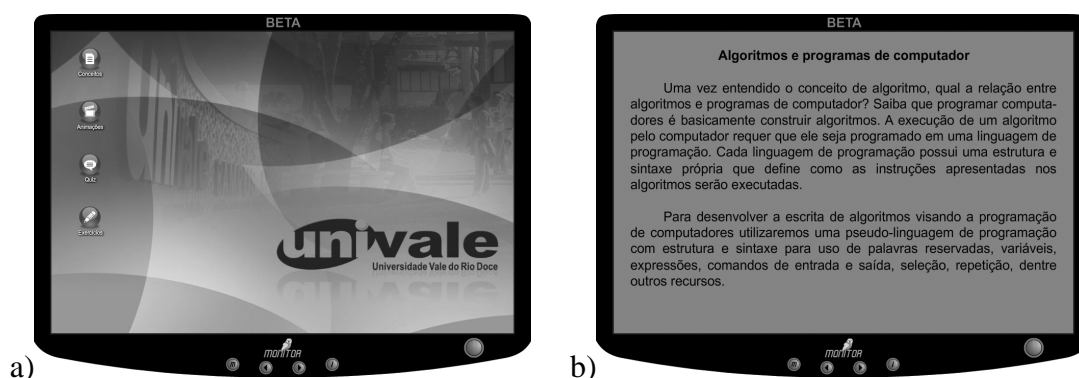 BETA
Conceitos
Animações
Quiz
Exercícios
univale
Universidade Vale do Rio Doce
MONITOR
a)
BETA
Algoritmos e programas de computador
Uma vez entendido o conceito de algoritmo, qual a relação entre
algoritmos e programas de computador? Saiba que programar computa-
dores é basicamente construir algoritmos. A execução de um algoritmo
pelo computador requer que ele seja programado em uma linguagem de
programação. Cada linguagem de programação possui uma estrutura e
sintaxe própria que define como as instruções apresentadas nos
algoritmos serão executadas.
Para desenvolver a escrita de algoritmos visando a programação
de computadores utilizaremos uma pseudo-linguagem de programação
com estrutura e sintaxe para uso de palavras reservadas, variáveis,
expressões, comandos de entrada e saída, seleção, repetição, dentre
outros recursos.
MONITOR
b)